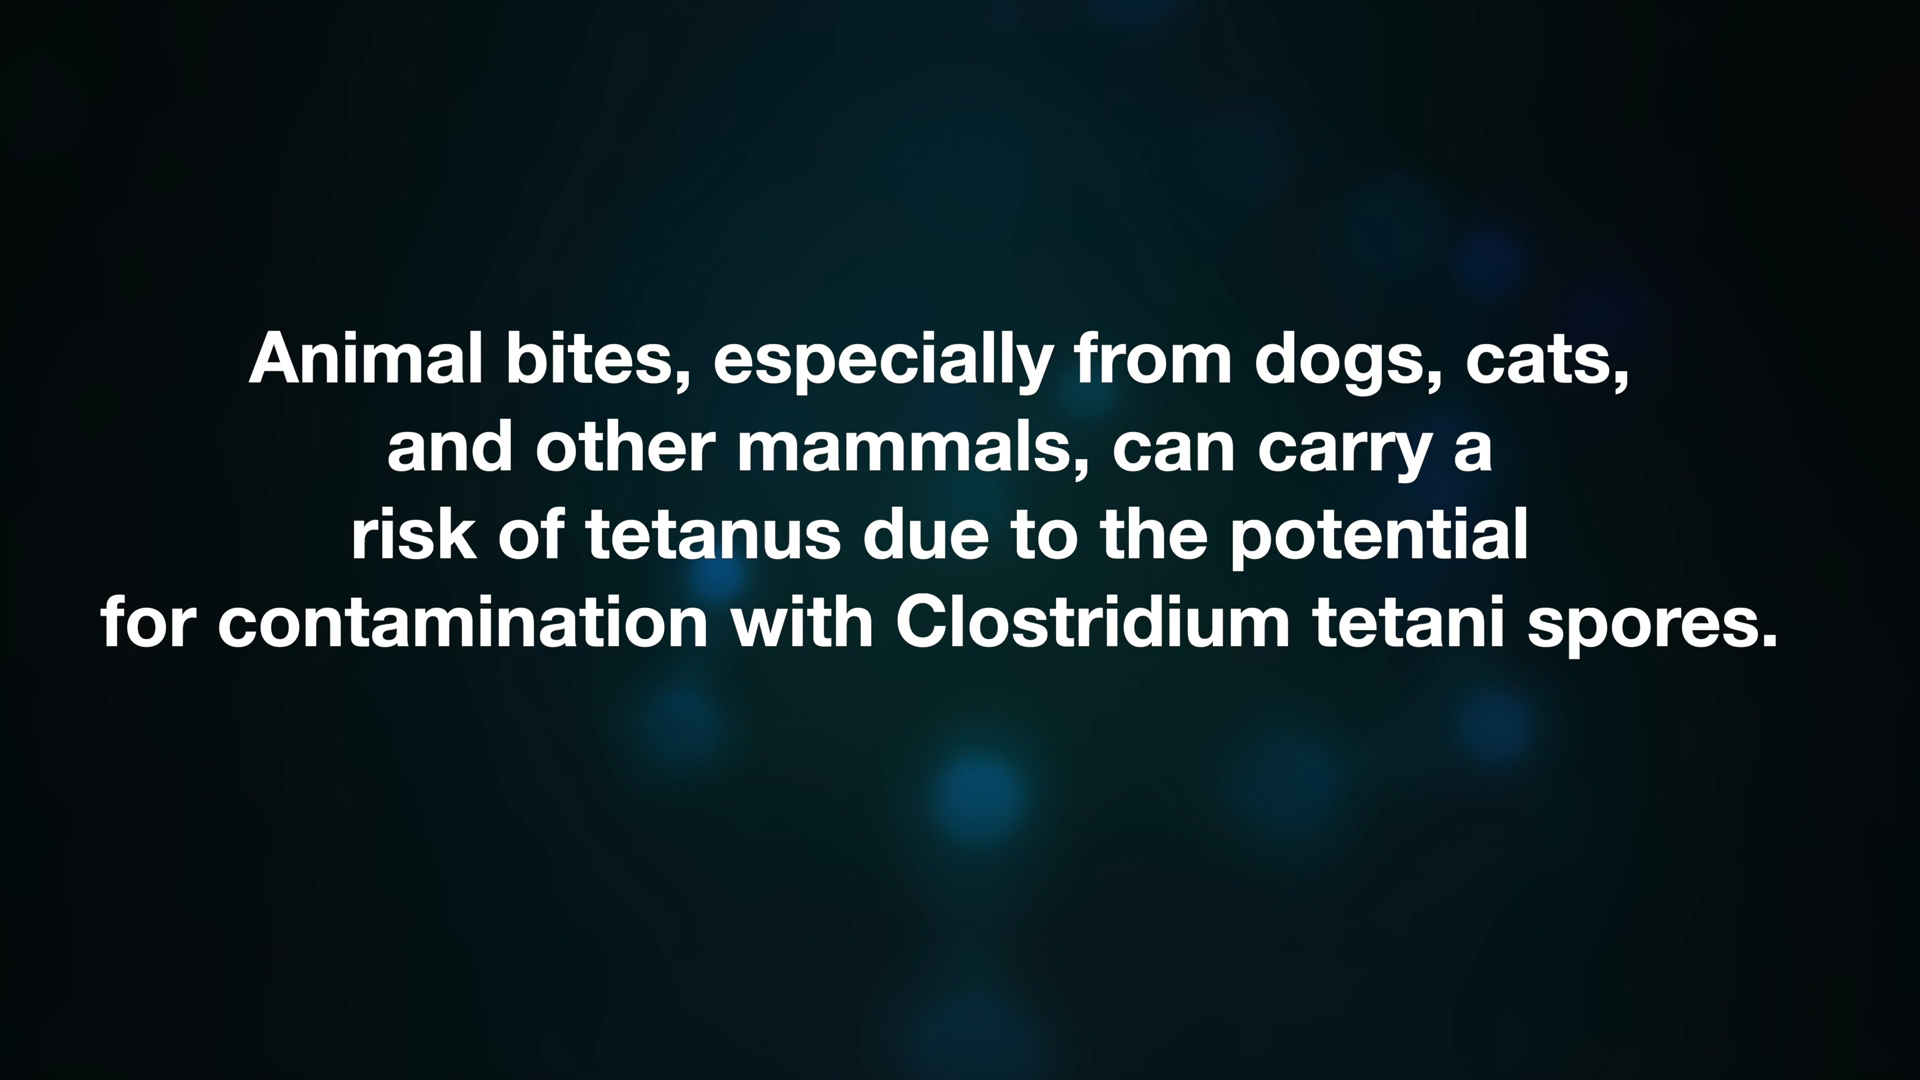 Animal bites, especially from dogs, cats,
and other mammals, can carry a
risk of tetanus due to the potential
for contamination with Clostridium tetani spores.